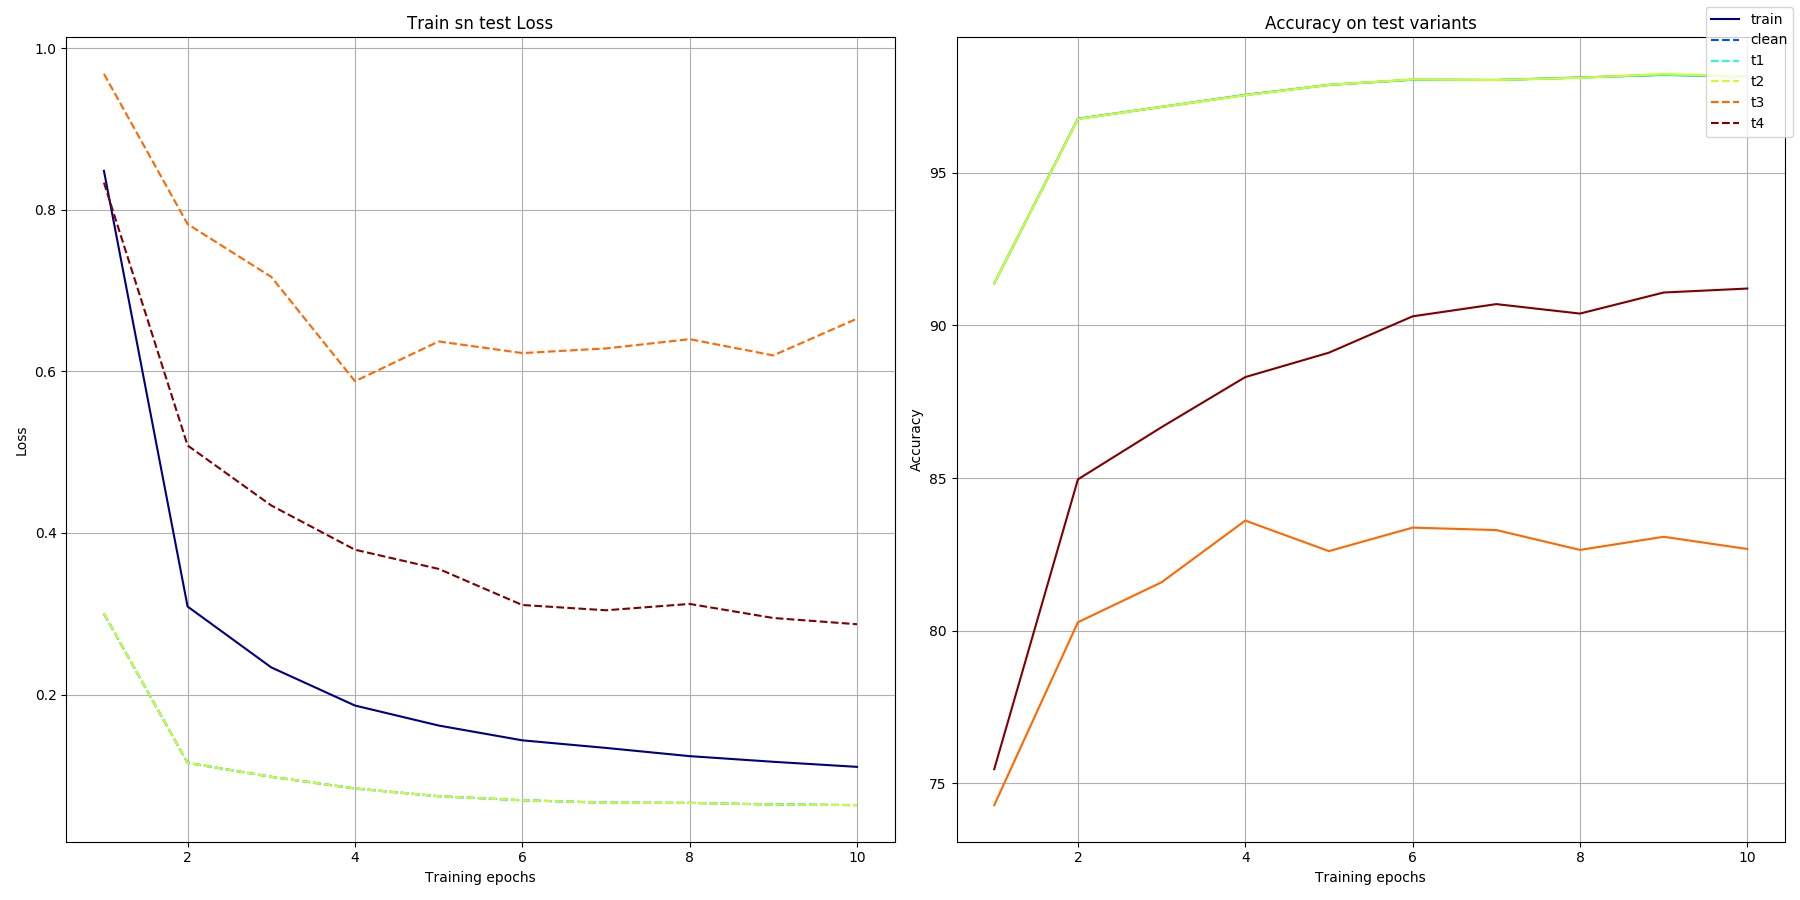 Train sn test Loss
1.0
0.8
0.6
0.4
0.2
Loss
2 4 6 8 10
Training epochs
Accuracy on test variants
95
90
85
80
75
Accuracy
2 4 6 8 10
Training epochs
train
clean
t1
t2
t3
t4